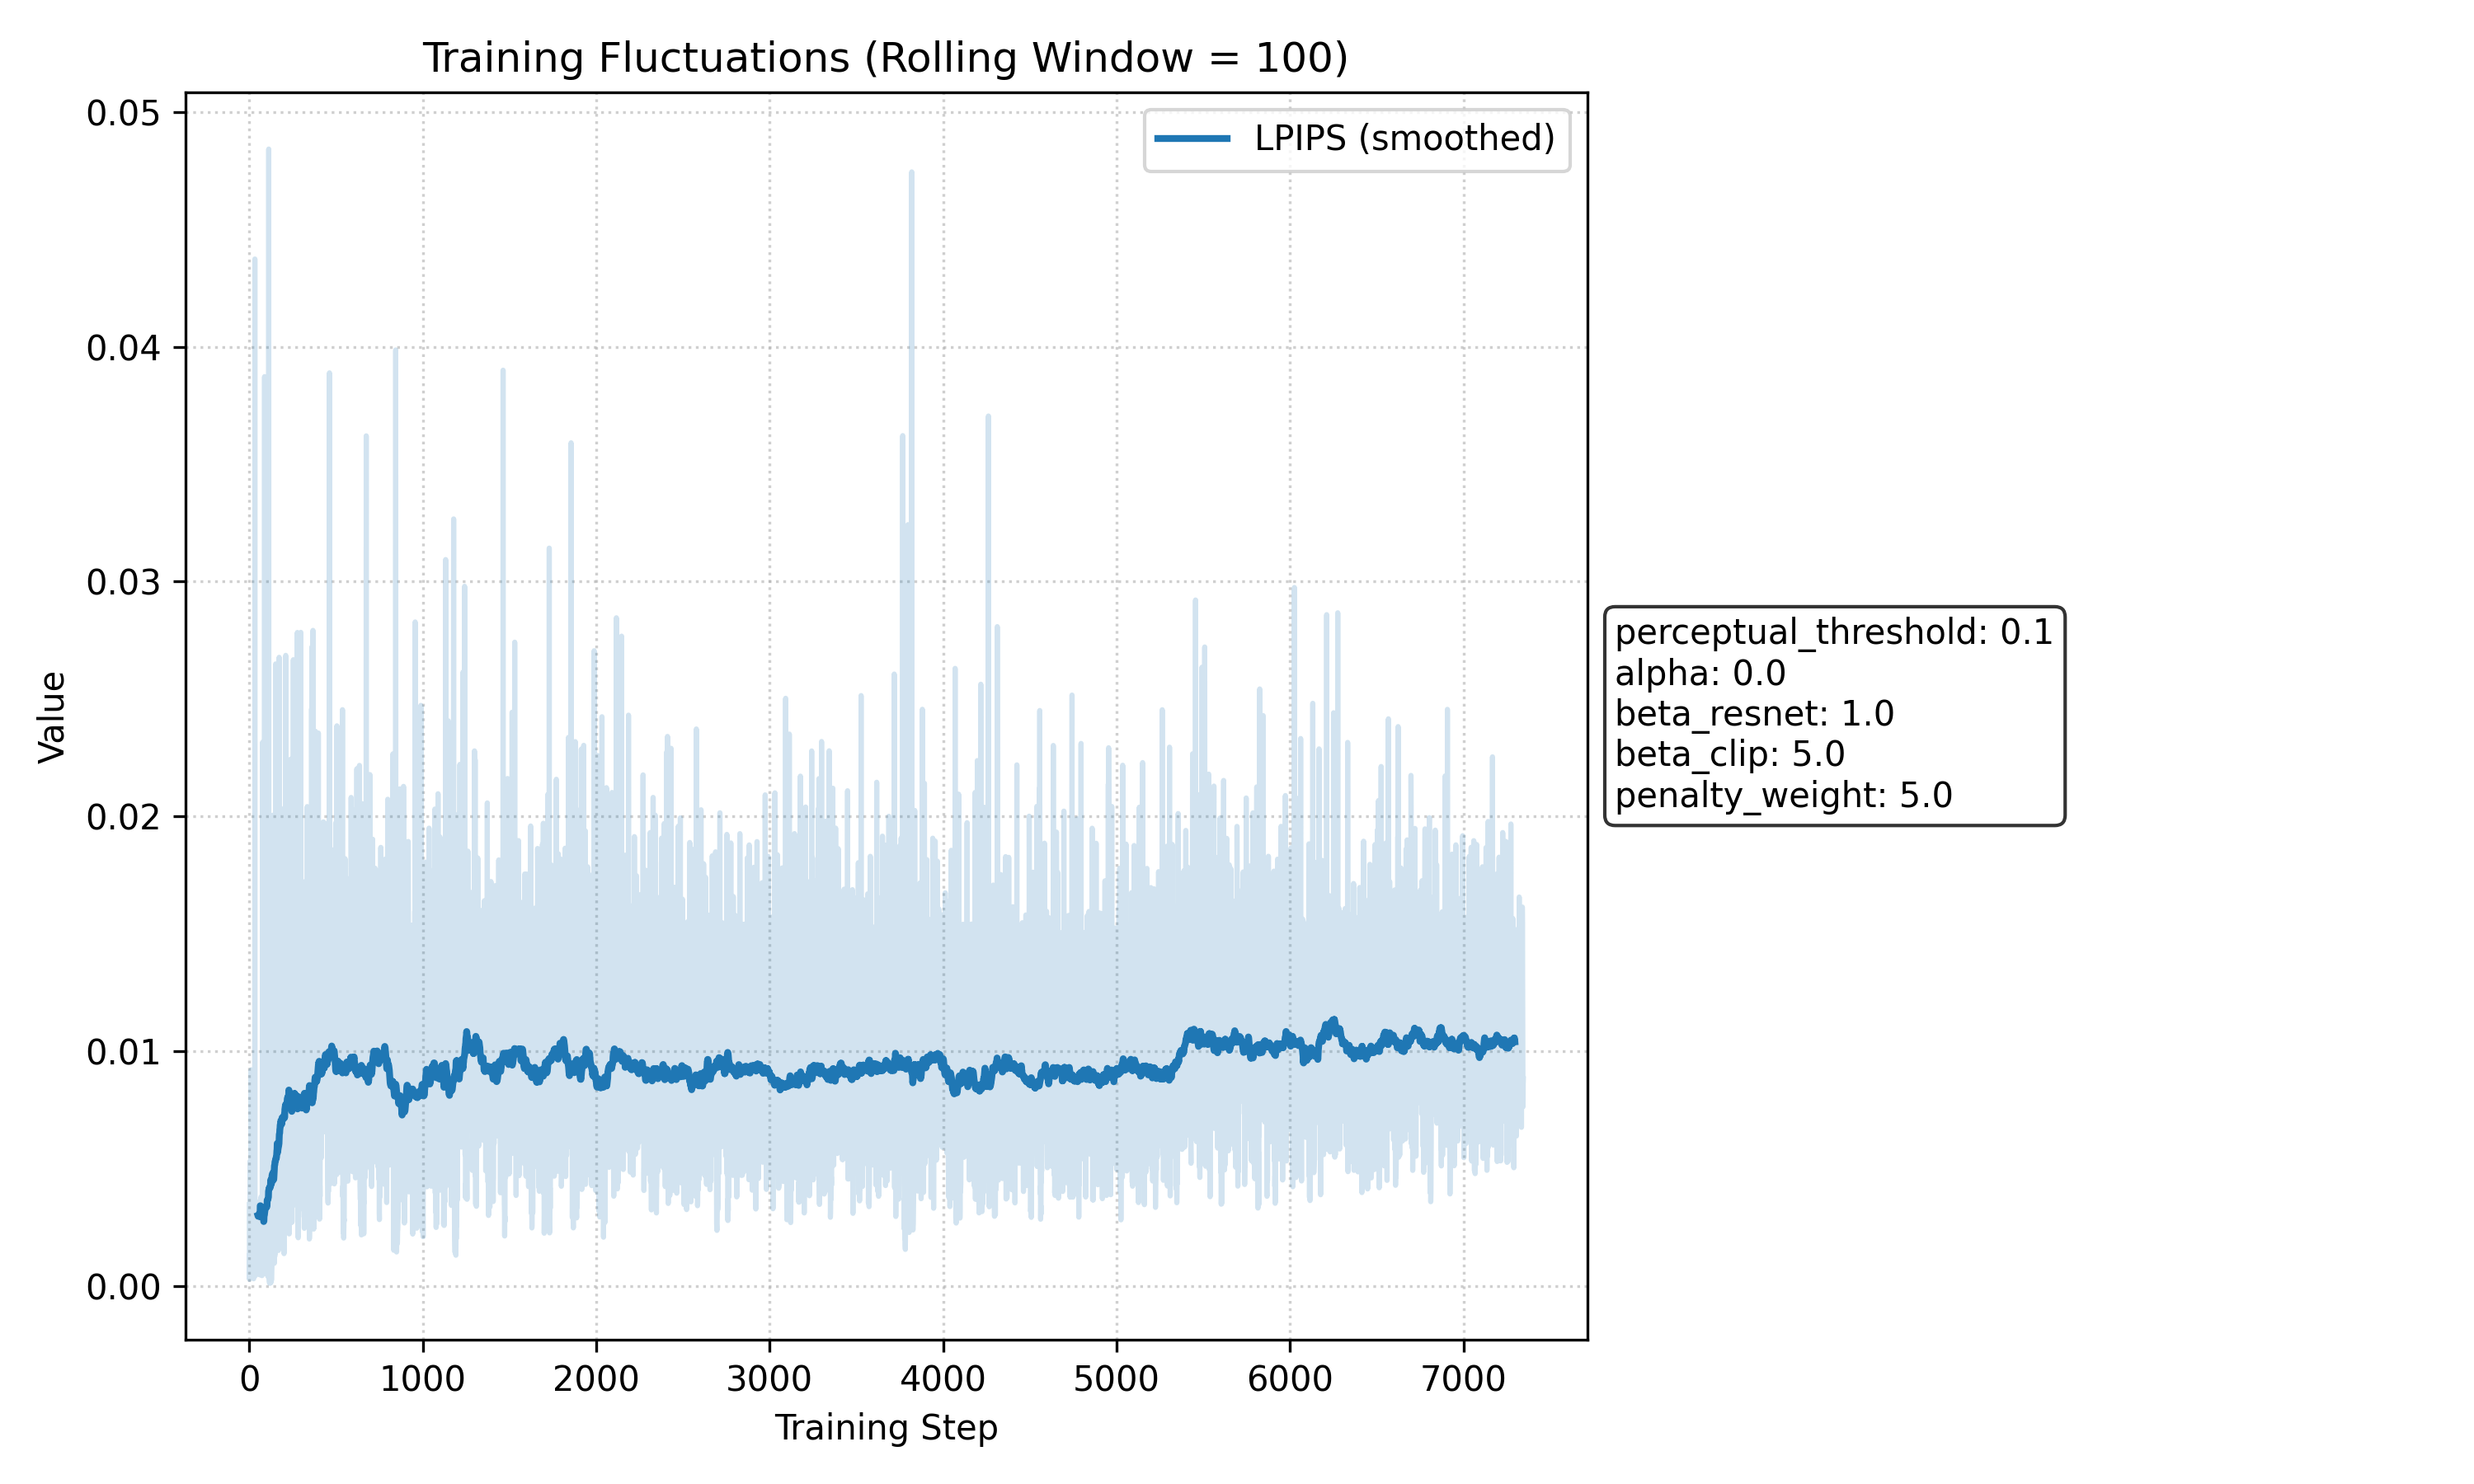 Training Fluctuations (Rolling Window = 100)
LPIPS (smoothed)
0.05
0.04
0.03
0.02
0.01
0.00
Value
0
1000
2000
3000
4000
5000
6000
7000
Training Step
perceptual_threshold: 0.1
alpha: 0.0
beta_resnet: 1.0
beta_clip: 5.0
penalty_weight: 5.0